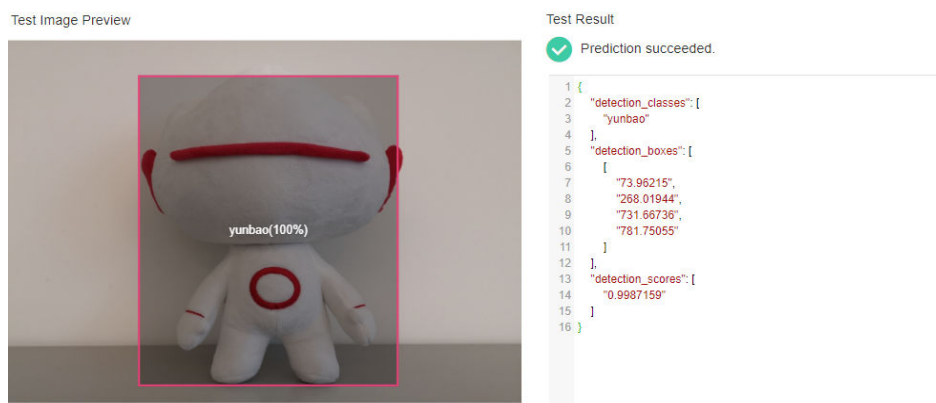 Test Image Preview
yunbao(100%)
Test Result
Prediction succeeded.
1 {
2 "detection_classes": [
3 "yunbao"
4 ],
5 "detection_boxes": [
6 [
7 "73.96215",
8 "268.01944",
9 "731.66736",
10 "781.75055"
11 ]
12 ],
13 "detection_scores": [
14 "0.9987159"
15 ]
16 }